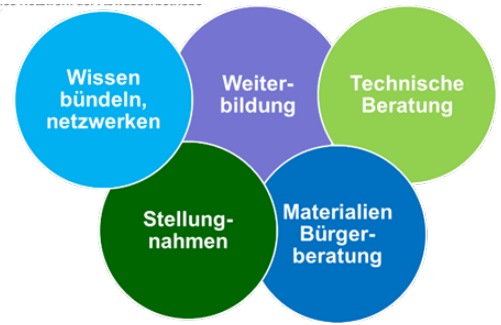 Wissen
bündeln,
netzwerken
Weiter-
bildung
Technische
Beratung
Stellung-
nahmen
Materialien
Bürger-
beratung